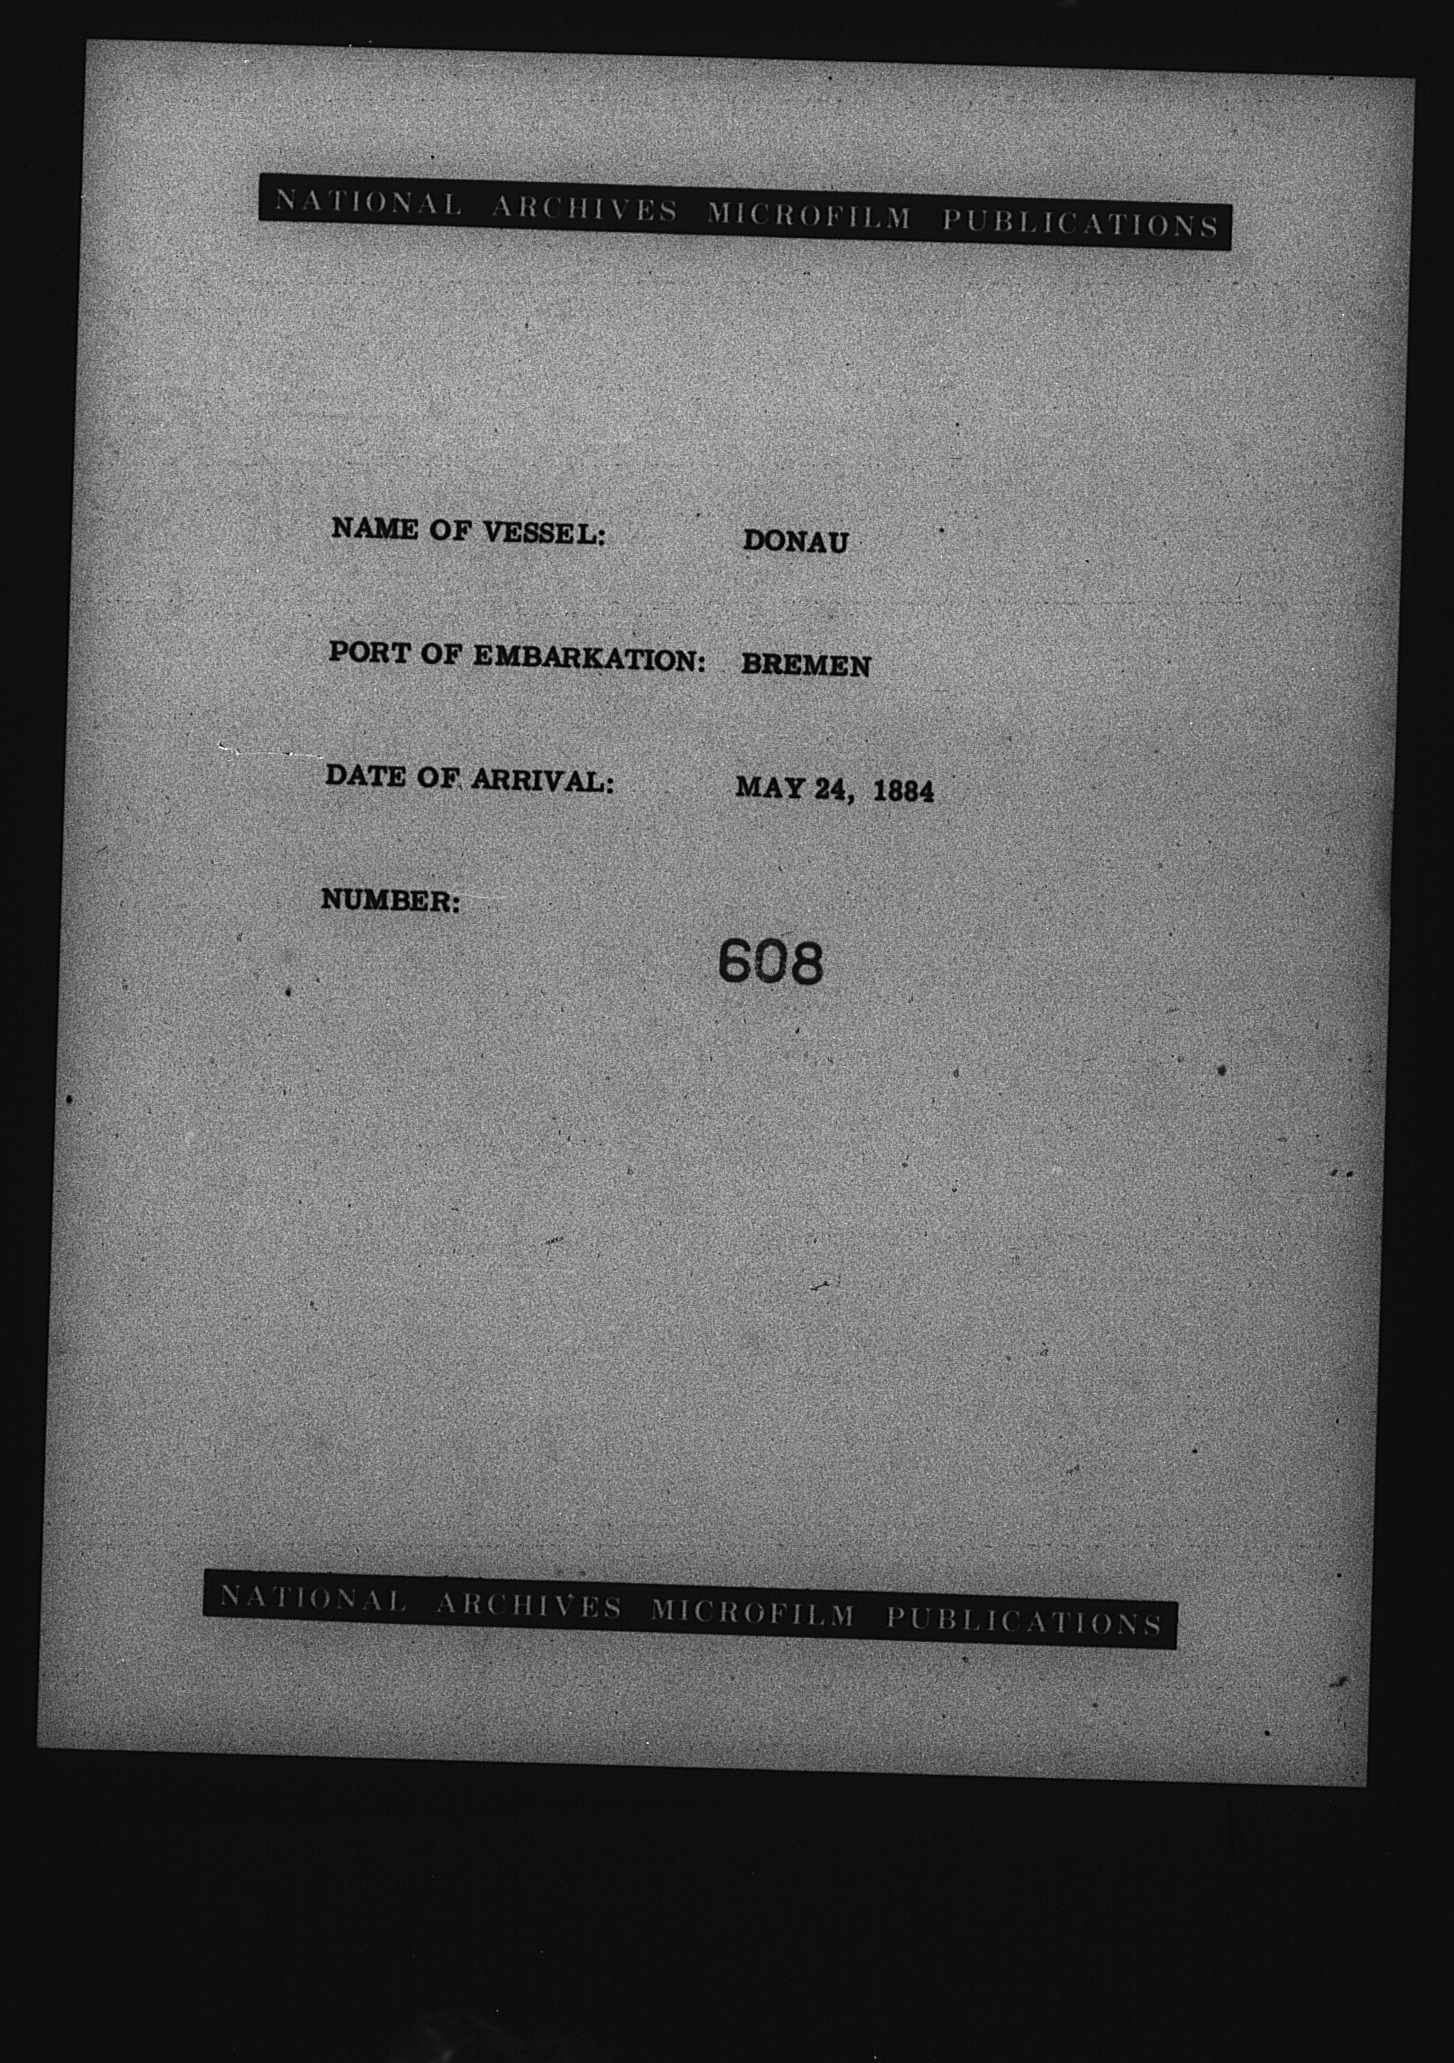 NATIONAL ARCHIVES MICROFILM PUBLICATIONS
NAME OF VESSEL: DONAU
PORT OF EMBARKATION: BREMEN
DATE OF ARRIVAL: MAY 24, 1884
NUMBER:
608
NATIONAL ARCHIVES MICROFILM PUBLICATIONS